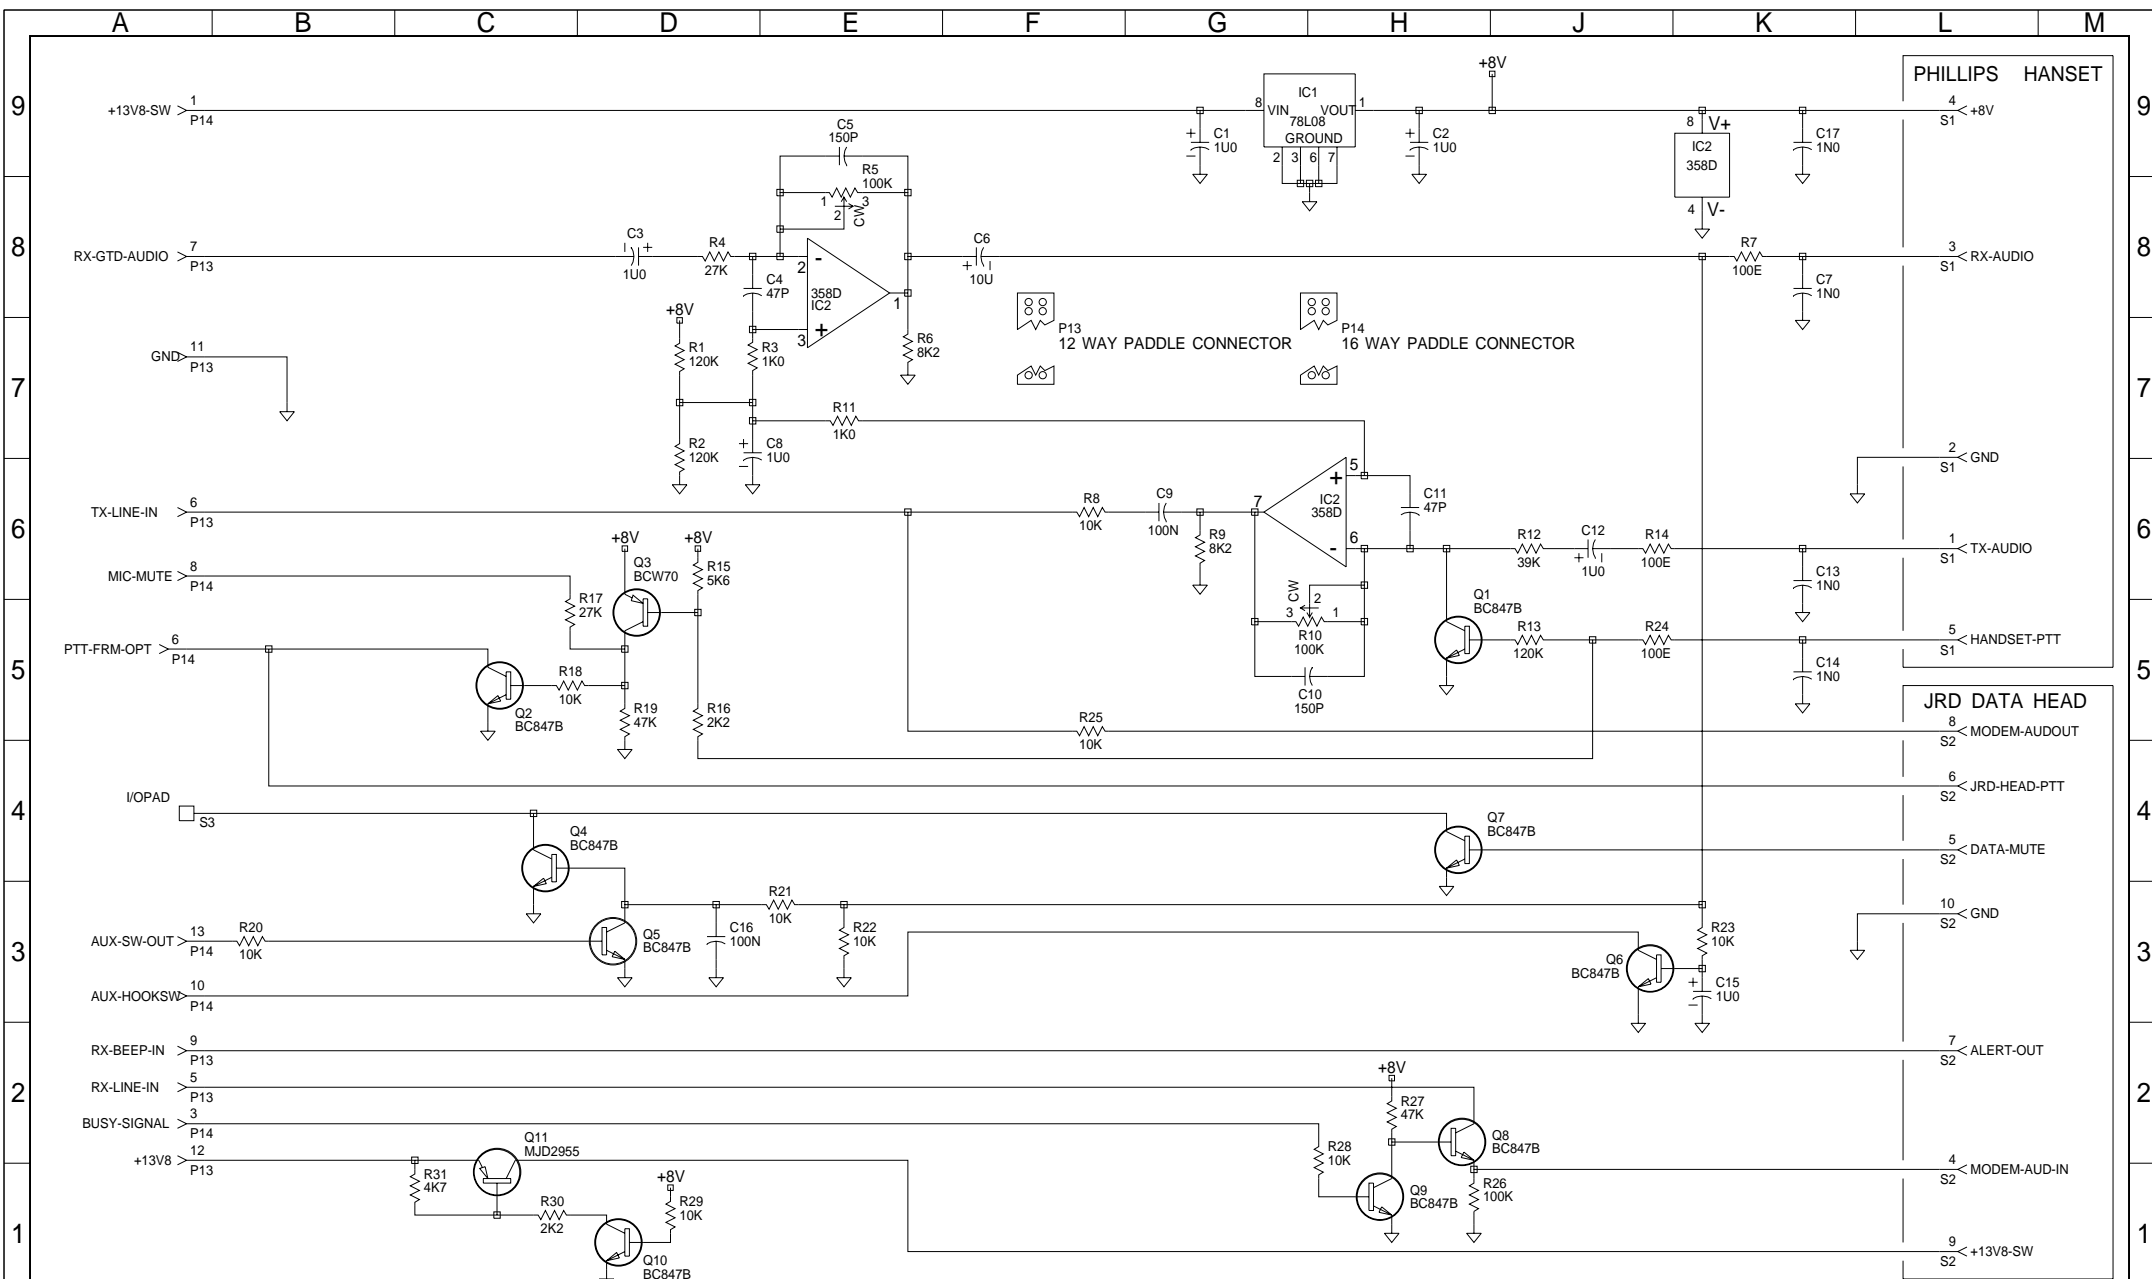 A B C D E F G H J K L M
9 9
8 8
7 7
6 6
5 5
4 4
3 3
2 2
1 1
+8V
PHILLIPS HANSET
+13V8-SW 1 P14
C5 150P
R5 100K
1 2 3 CW
C1 1U0
8 VIN IC1 78L08 VOUT 1
GROUND
2 3 6 7
C2 1U0
8 V+
IC2 358D
4 V-
C17 1N0
4 S1 +8V
RX-GTD-AUDIO 7 P13
C3 1U0
R4 27K
C4 47P
2 - 358D IC2 1
3 +
C6 10U
R7 100E
C7 1N0
3 S1 RX-AUDIO
+8V
R1 120K
R3 1K0
R6 8K2
P13
12 WAY PADDLE CONNECTOR
P14
16 WAY PADDLE CONNECTOR
GND 11 P13
R11 1K0
R2 120K
C8 1U0
2 S1 GND
TX-LINE-IN 6 P13
R8 10K
C9 100N
R9 8K2
7 IC2 358D + 5
- 6
C11 47P
R12 39K
C12 1U0
R14 100E
C13 1N0
1 S1 TX-AUDIO
MIC-MUTE 8 P14
+8V
Q3 BCW70
+8V
R15 5K6
R17 27K
CW 2
3 1
R10 100K
C10 150P
Q1 BC847B
R13 120K
R24 100E
C14 1N0
5 S1 HANDSET-PTT
PTT-FRM-OPT 6 P14
Q2 BC847B
R18 10K
R19 47K
R16 2K2
R25 10K
JRD DATA HEAD
8 S2 MODEM-AUDOUT
6 S2 JRD-HEAD-PTT
I/OPAD S3
Q4 BC847B
Q7 BC847B
5 S2 DATA-MUTE
AUX-SW-OUT 13 P14
R20 10K
Q5 BC847B
C16 100N
R21 10K
R22 10K
Q6 BC847B
R23 10K
C15 1U0
10 S2 GND
AUX-HOOKSW 10 P14
RX-BEEP-IN 9 P13
7 S2 ALERT-OUT
RX-LINE-IN 5 P13
BUSY-SIGNAL 3 P14
+8V
R27 47K
Q8 BC847B
R28 10K
Q9 BC847B
R26 100K
4 S2 MODEM-AUD-IN
+13V8 12 P13
R31 4K7
Q11 MJD2955
R30 2K2
+8V
R29 10K
Q10 BC847B
9 S2 +13V8-SW